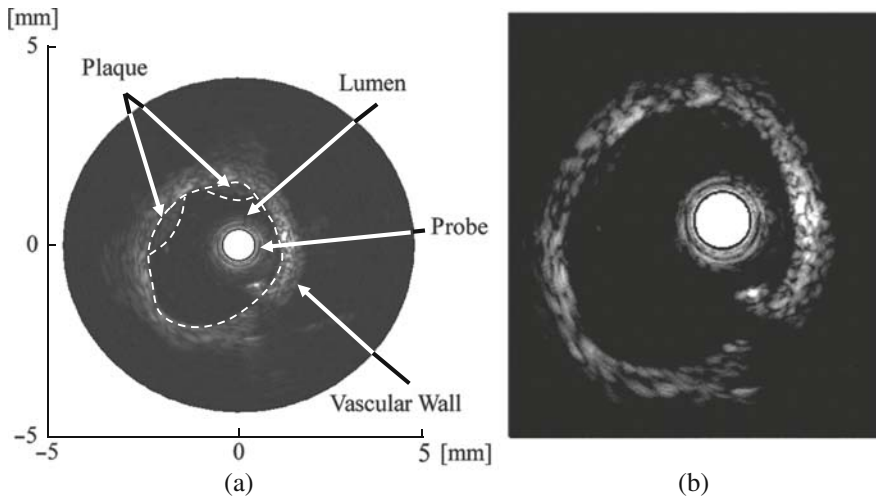 [mm]
5
Plaque
Lumen
0
Probe
Vascular Wall
−5
−5
0
5
[mm]
(a)
(b)